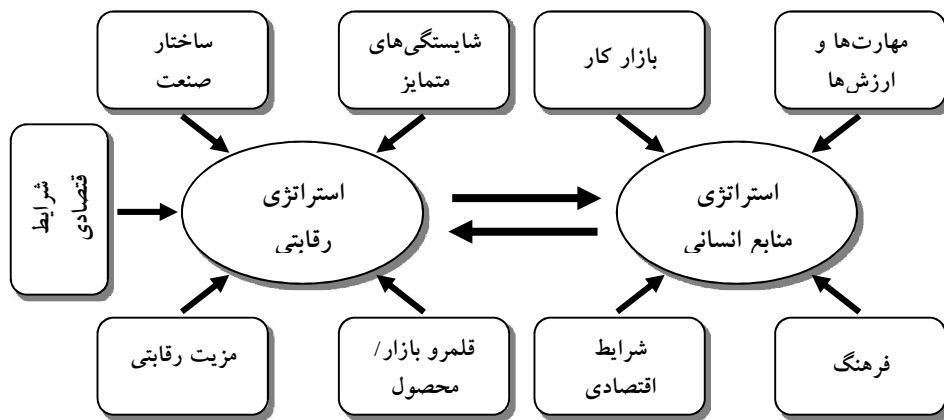 مهارت‌ها و
ارزش‌ها
بازار کار
شایستگی‌های
متمایز
ساختار
صنعت
استراتژی
منابع انسانی
استراتژی
رقابتی
شرایط
قتصادی
فرهنگ
شرایط
اقتصادی
قلمرو بازار/
محصول
مزیت رقابتی